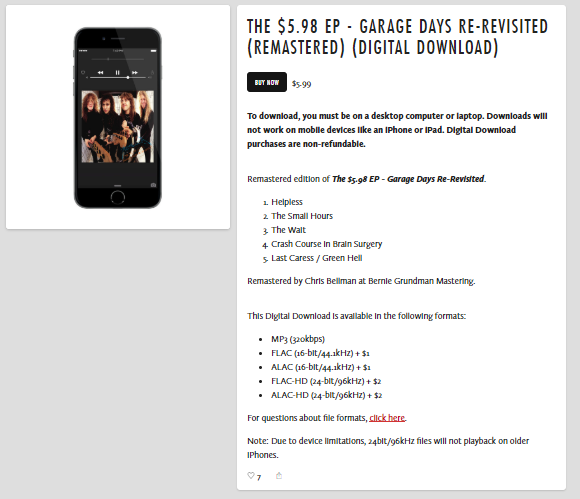 THE $5.98 EP - GARAGE DAYS RE-REVISITED
(REMASTERED) (DIGITAL DOWNLOAD)
BUY NOW $5.99
To download, you must be on a desktop computer or laptop. Downloads will
not work on mobile devices like an iPhone or iPad. Digital Download
purchases are non-refundable.
Remastered edition of The $5.98 EP - Garage Days Re-Revisited.
1. Helpless
2. The Small Hours
3. The Wait
4. Crash Course in Brain Surgery
5. Last Caress / Green Hell
Remastered by Chris Bellman at Bernie Grundman Mastering.
This Digital Download is available in the following formats:
• MP3 (320kbps)
• FLAC (16-bit/44.1kHz) + $1
• ALAC (16-bit/44.1kHz) + $1
• FLAC-HD (24-bit/96kHz) + $2
• ALAC-HD (24-bit/96kHz) + $2
For questions about file formats, click here.
Note: Due to device limitations, 24bit/96kHz files will not playback on older
iPhones.
7